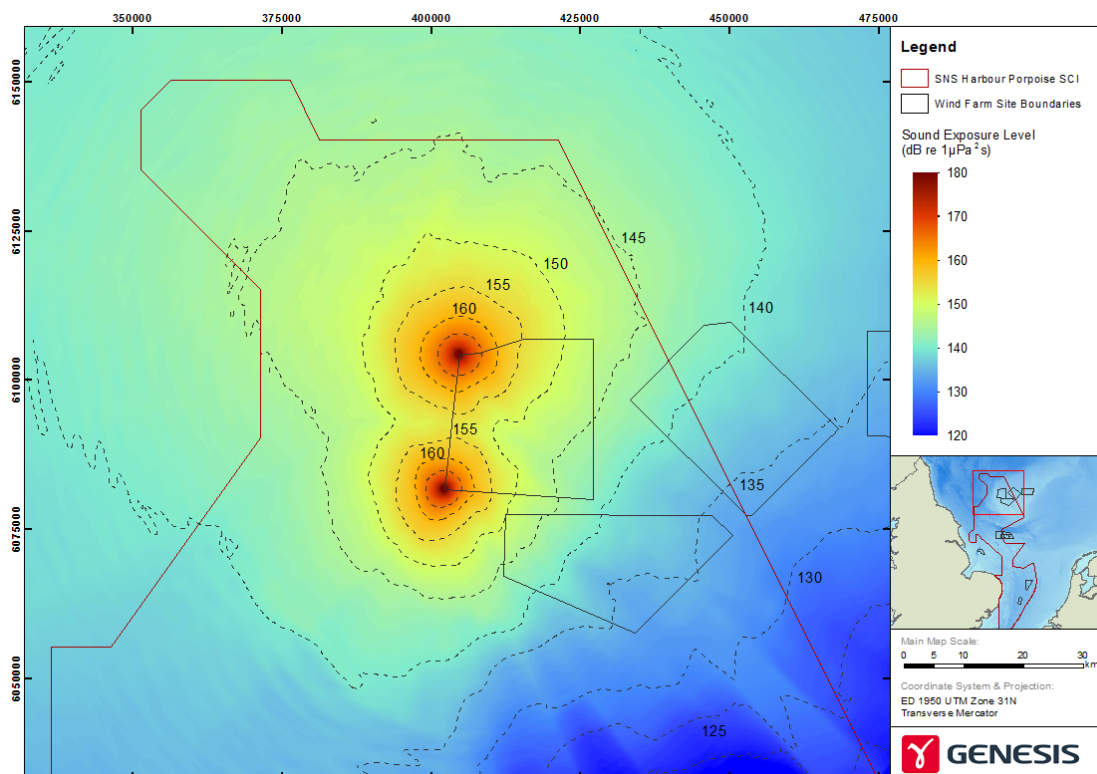 350000 375000 400000 425000 450000 475000
6150000
6125000
6100000
6075000
6050000
145
150
155
160
140
155
160
135
130
125
Legend
SNS Harbour Porpoise SCI
Wind Farm Site Boundaries
Sound Exposure Level
(dB re 1µPa²s)
180
170
160
150
140
130
120
Main Map Scale:
0 5 10 20 30
km
Coordinate System & Projection:
ED 1950 UTM Zone 31N
Transverse Mercator
GENESIS